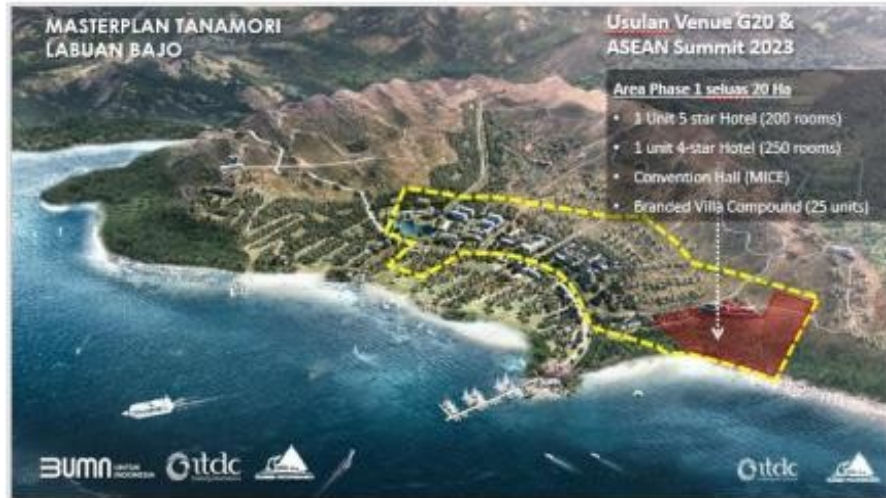 MASTERPLAN TANAMORI
LABUAN BAJO
Usulan Venue G20 &
ASEAN Summit 2023
Area Phase 1 seluas 20 Ha
• 1 Unit 5 star Hotel (200 rooms)
• 1 unit 4-star Hotel (250 rooms)
• Convention Hall (MICE)
• Branded Villa Compound (25 units)
BUMN UNTUK
INDONESIA
itdc
itdc